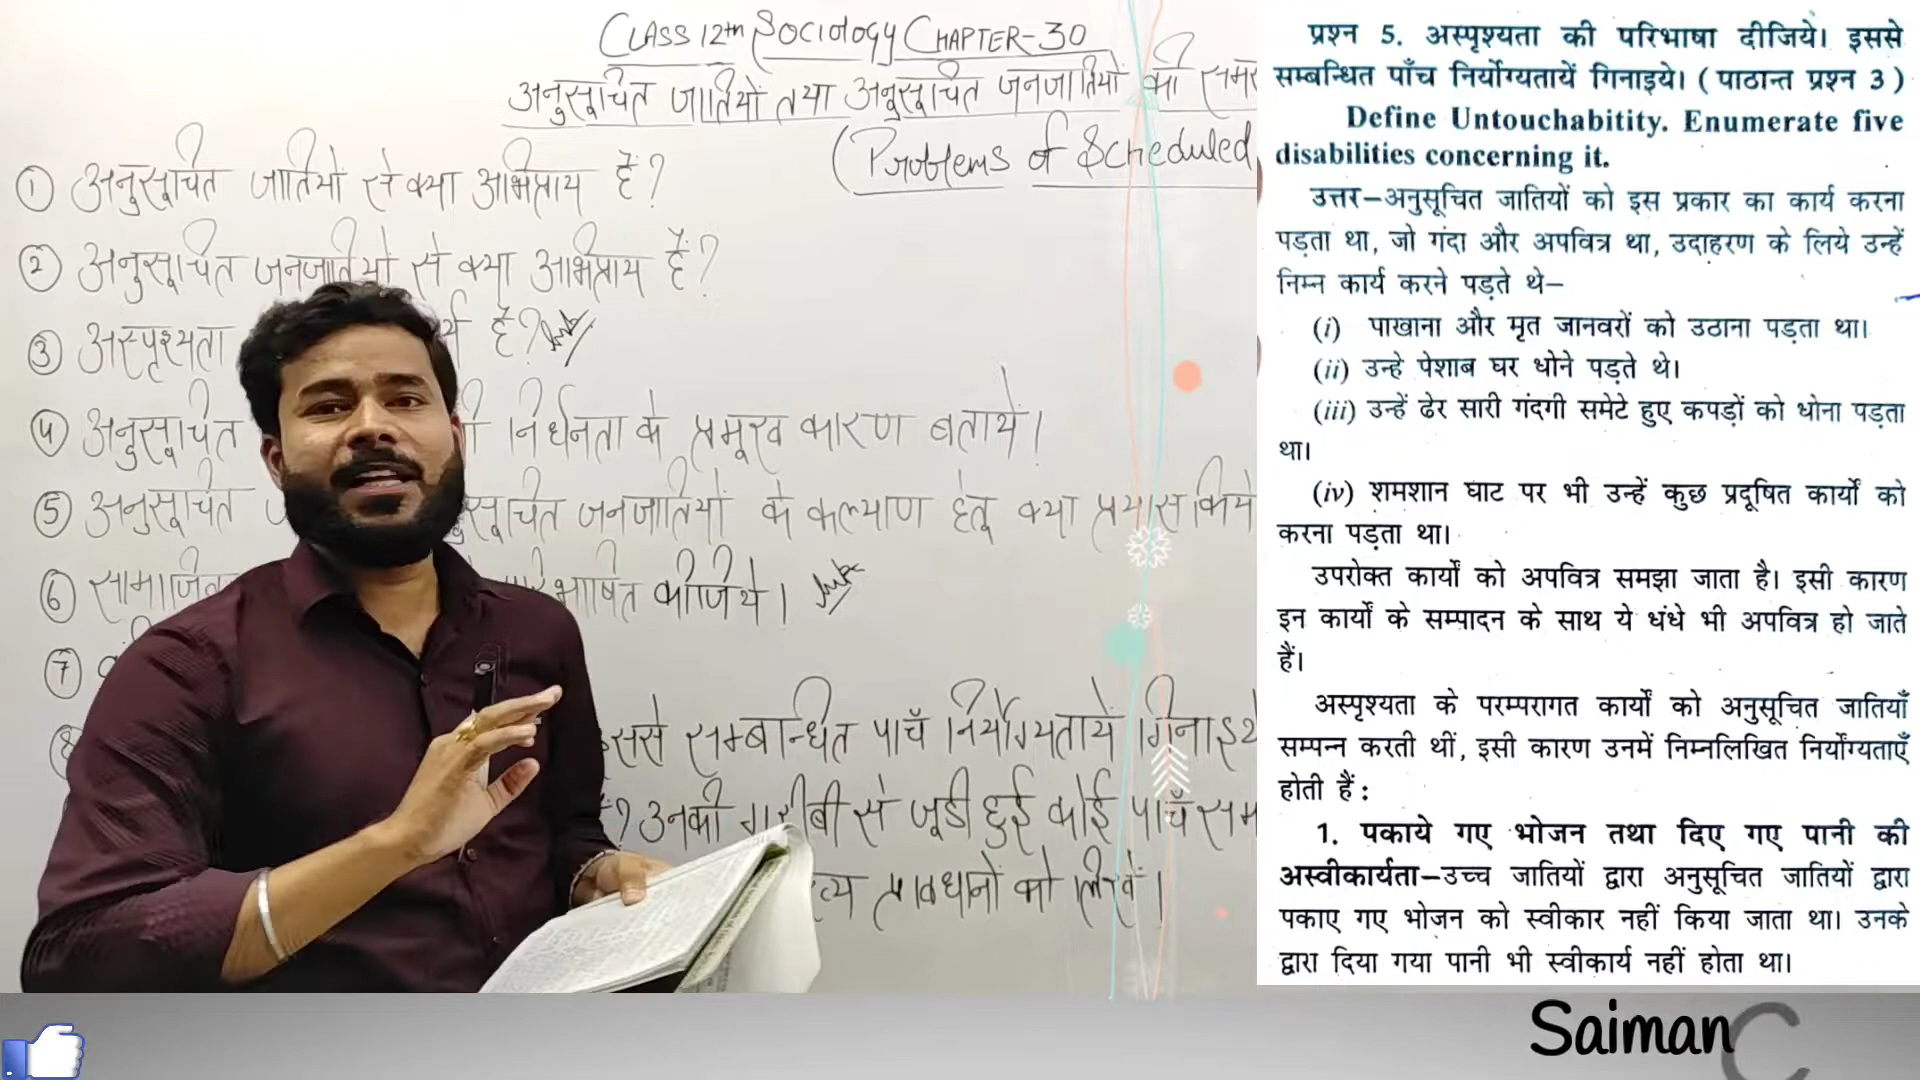 CLASS 12th Sociology CHAPTER-30
अनुसूचित जातियों तथा अनुसूचित जनजातियों की
(Problems of Scheduled
① अनुसूचित जातियों से क्या अभिप्राय है?
② अनुसूचित जनजातियों से क्या अभिप्राय है?
③ अस्पृश्यता है?
④ अनुसूचित निर्धनता के प्रमूख कारण बतायें।
⑤ अनुसूचित जनजातियों के कल्याण हेतू क्या प्रयास किये
⑥ कीजिये।
⑦
इससे सम्बान्धित पाँच निर्योग्यतायें गिनाइये
? उनकी गरीबी से जूडी हुई कोई पाँच
प्रावधानों को लिखें।
प्रश्न 5. अस्पृश्यता की परिभाषा दीजिये। इससे
सम्बन्धित पाँच निर्योग्यतायें गिनाइये। (पाठान्त प्रश्न 3)
Define Untouchabitity. Enumerate five
disabilities concerning it.
उत्तर–अनुसूचित जातियों को इस प्रकार का कार्य करना
पड़ता था, जो गंदा और अपवित्र था, उदाहरण के लिये उन्हें
निम्न कार्य करने पड़ते थे–
(i) पाखाना और मृत जानवरों को उठाना पड़ता था।
(ii) उन्हे पेशाब घर धोने पड़ते थे।
(iii) उन्हें ढेर सारी गंदगी समेटे हुए कपड़ों को धोना पड़ता
था।
(iv) शमशान घाट पर भी उन्हें कुछ प्रदूषित कार्यों को
करना पड़ता था।
उपरोक्त कार्यों को अपवित्र समझा जाता है। इसी कारण
इन कार्यों के सम्पादन के साथ ये धंधे भी अपवित्र हो जाते
हैं।
अस्पृश्यता के परम्परागत कार्यों को अनुसूचित जातियाँ
सम्पन्न करती थीं, इसी कारण उनमें निम्नलिखित निर्योग्यताएँ
होती हैं :
1. पकाये गए भोजन तथा दिए गए पानी की
अस्वीकार्यता–उच्च जातियों द्वारा अनुसूचित जातियों द्वारा
पकाए गए भोजन को स्वीकार नहीं किया जाता था। उनके
द्वारा दिया गया पानी भी स्वीकार्य नहीं होता था।
Saiman